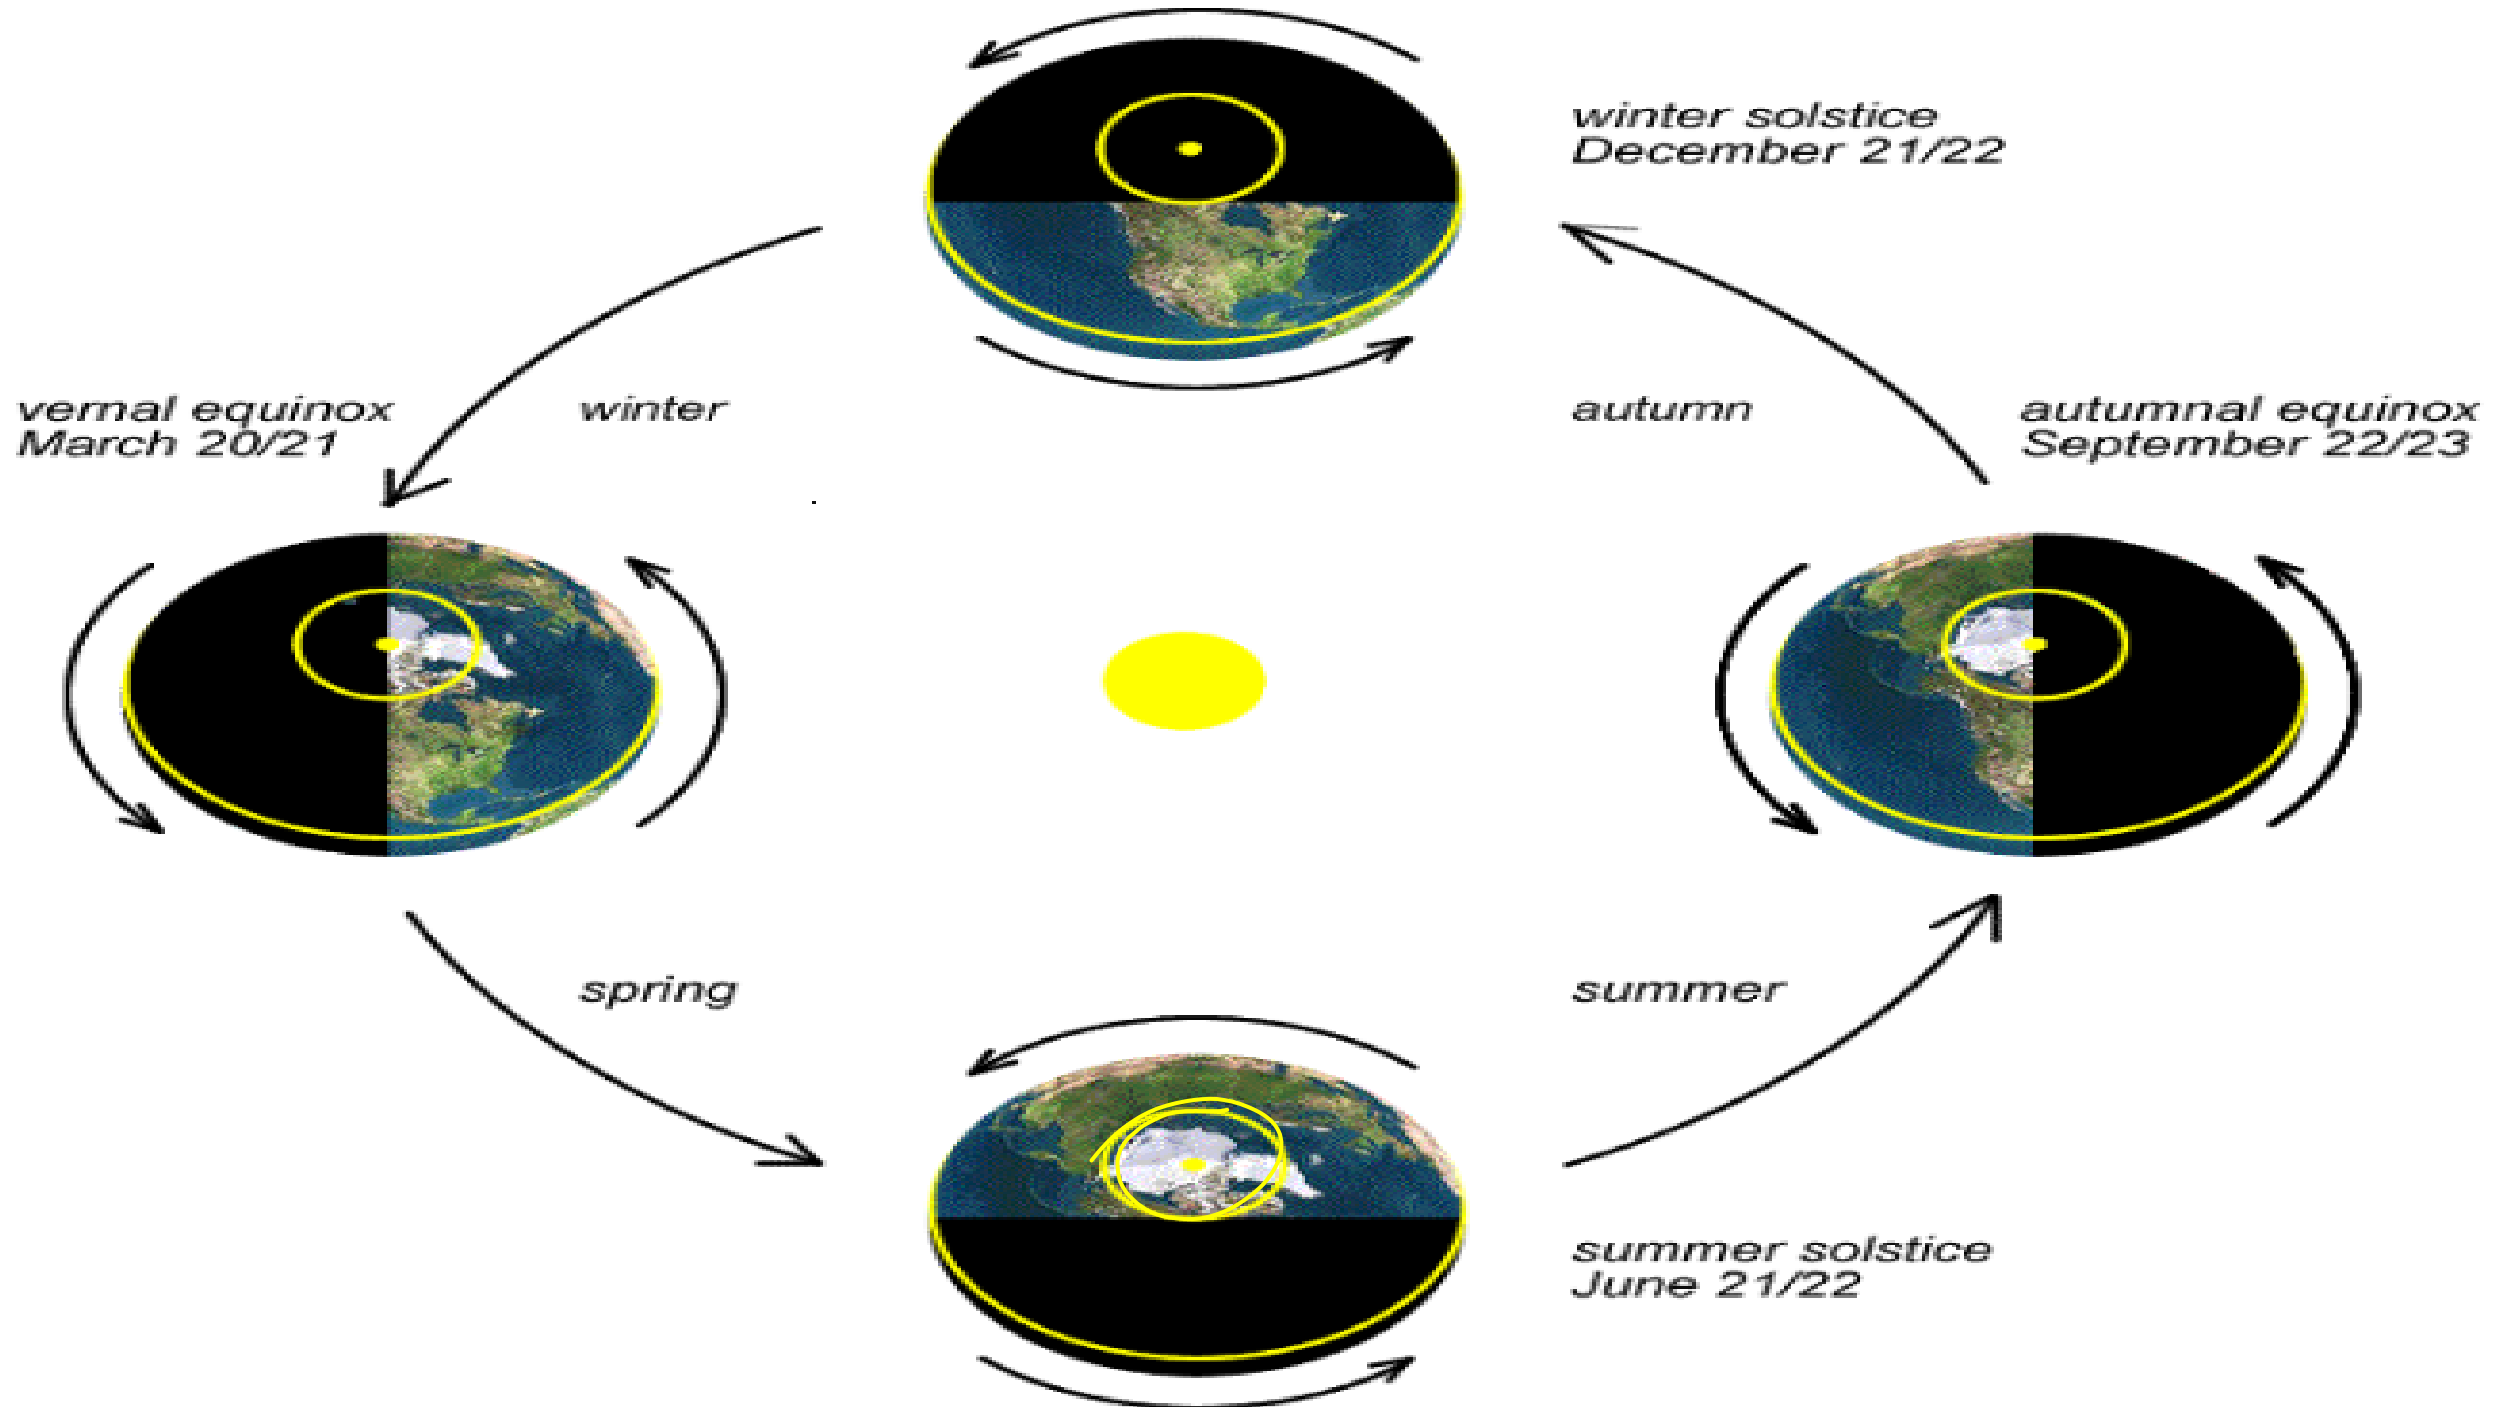 winter solstice
December 21/22
vernal equinox
March 20/21
winter
autumn
autumnal equinox
September 22/23
spring
summer
summer solstice
June 21/22